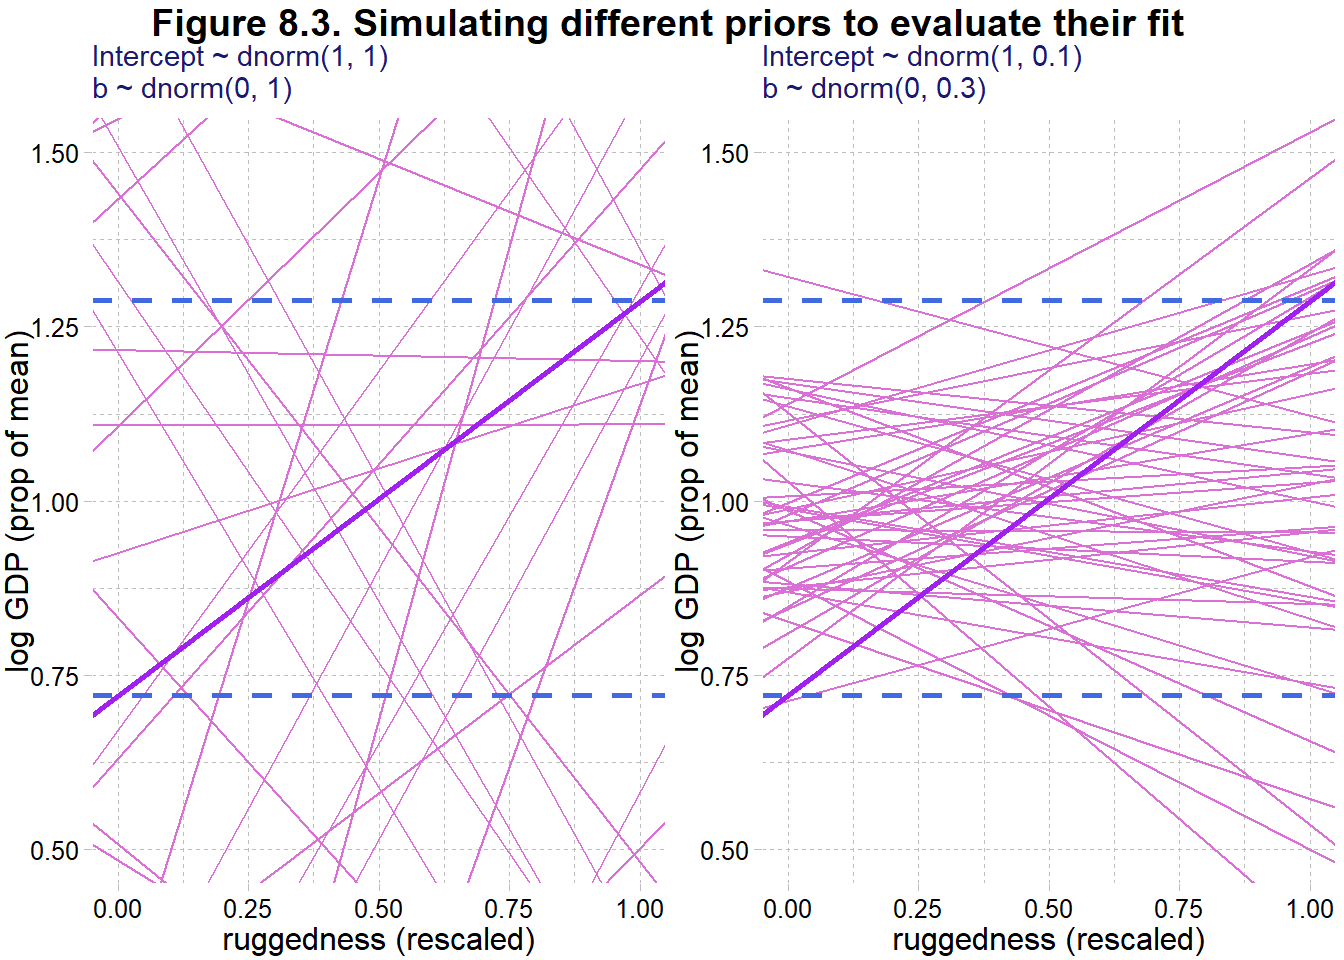 Figure 8.3. Simulating different priors to evaluate their fit
Intercept ~ dnorm(1, 1)
b ~ dnorm(0, 1)
log GDP (prop of mean)
1.50
1.25
1.00
0.75
0.50
0.00 0.25 0.50 0.75 1.00
ruggedness (rescaled)
Intercept ~ dnorm(1, 0.1)
b ~ dnorm(0, 0.3)
log GDP (prop of mean)
1.50
1.25
1.00
0.75
0.50
0.00 0.25 0.50 0.75 1.00
ruggedness (rescaled)